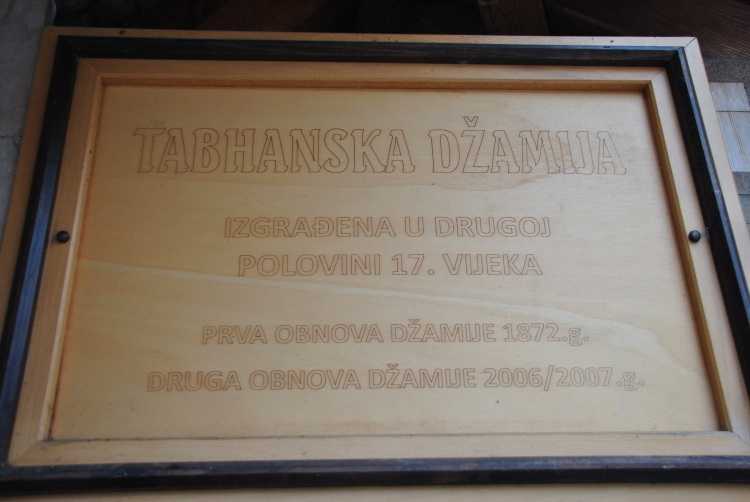 TABHANSKA DŽAMIJA
IZGRAĐENA U DRUGOJ
POLOVINI 17. VIJEKA
PRVA OBNOVA DŽAMIJE 1872.g.
DRUGA OBNOVA DŽAMIJE 2006/2007.g.